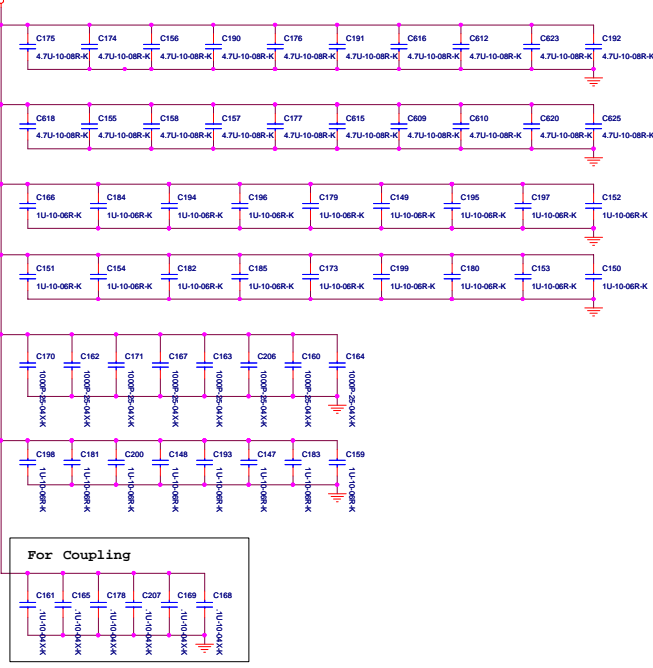 C175 C174 C156 C190 C176 C191 C616 C612 C623 C192
4.7U-10-08R-K 4.7U-10-08R-K 4.7U-10-08R-K 4.7U-10-08R-K 4.7U-10-08R-K 4.7U-10-08R-K 4.7U-10-08R-K 4.7U-10-08R-K 4.7U-10-08R-K 4.7U-10-08R-K
C618 C155 C158 C157 C177 C615 C609 C610 C620 C625
4.7U-10-08R-K 4.7U-10-08R-K 4.7U-10-08R-K 4.7U-10-08R-K 4.7U-10-08R-K 4.7U-10-08R-K 4.7U-10-08R-K 4.7U-10-08R-K 4.7U-10-08R-K 4.7U-10-08R-K
C166 C184 C194 C196 C179 C149 C195 C197 C152
1U-10-06R-K 1U-10-06R-K 1U-10-06R-K 1U-10-06R-K 1U-10-06R-K 1U-10-06R-K 1U-10-06R-K 1U-10-06R-K 1U-10-06R-K
C151 C154 C182 C185 C173 C199 C180 C153 C150
1U-10-06R-K 1U-10-06R-K 1U-10-06R-K 1U-10-06R-K 1U-10-06R-K 1U-10-06R-K 1U-10-06R-K 1U-10-06R-K 1U-10-06R-K
C170 C162 C171 C167 C163 C206 C160 C164
1000P-25-04X-K 1000P-25-04X-K 1000P-25-04X-K 1000P-25-04X-K 1000P-25-04X-K 1000P-25-04X-K 1000P-25-04X-K 1000P-25-04X-K
C198 C181 C200 C148 C193 C147 C183 C159
1U-10-06R-K 1U-10-06R-K 1U-10-06R-K 1U-10-06R-K 1U-10-06R-K 1U-10-06R-K 1U-10-06R-K 1U-10-06R-K
For Coupling
C161 C165 C178 C207 C169 C168
.1U-10-04X-K .1U-10-04X-K .1U-10-04X-K .1U-10-04X-K .1U-10-04X-K .1U-10-04X-K